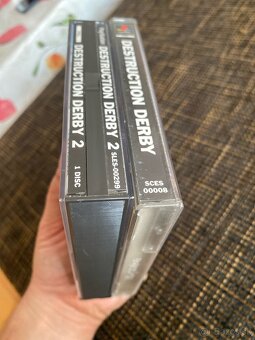 DESTRUCTION DERBY 2
1 DISC
DESTRUCTION DERBY 2
SLES-00299
DESTRUCTION DERBY
SCES
00008